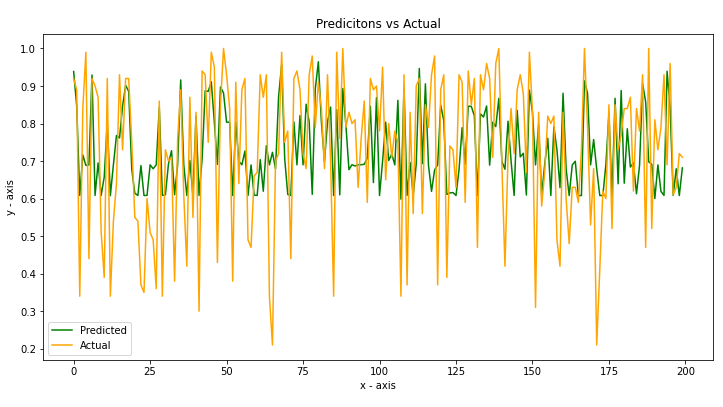 Predicitons vs Actual
1.0
0.9
0.8
0.7
0.6
0.5
0.4
0.3
0.2
y - axis
Predicted
Actual
0 25 50 75 100 125 150 175 200
x - axis